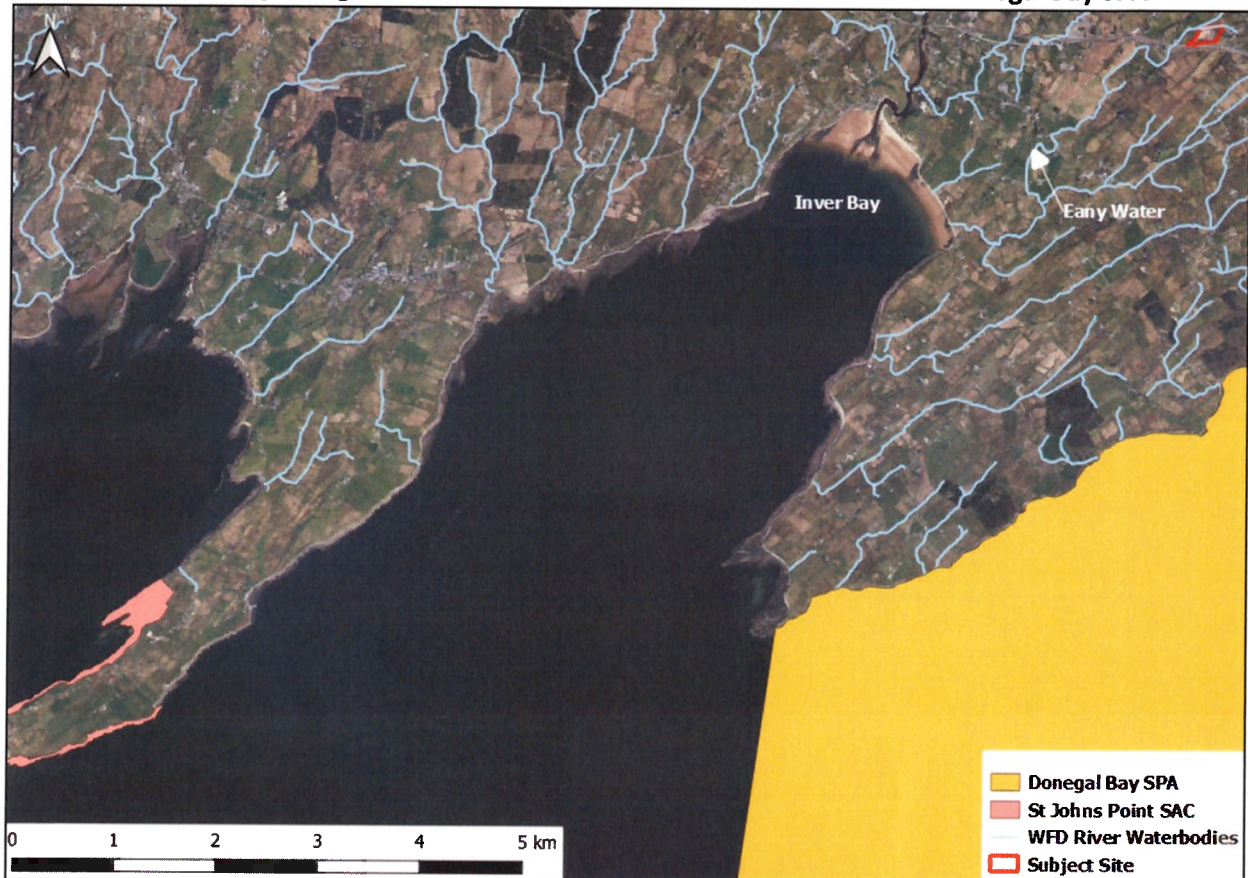 N
Inver Bay
Eany Water
Donegal Bay SPA
St Johns Point SAC
WFD River Waterbodies
Subject Site
0 1 2 3 4 5 km